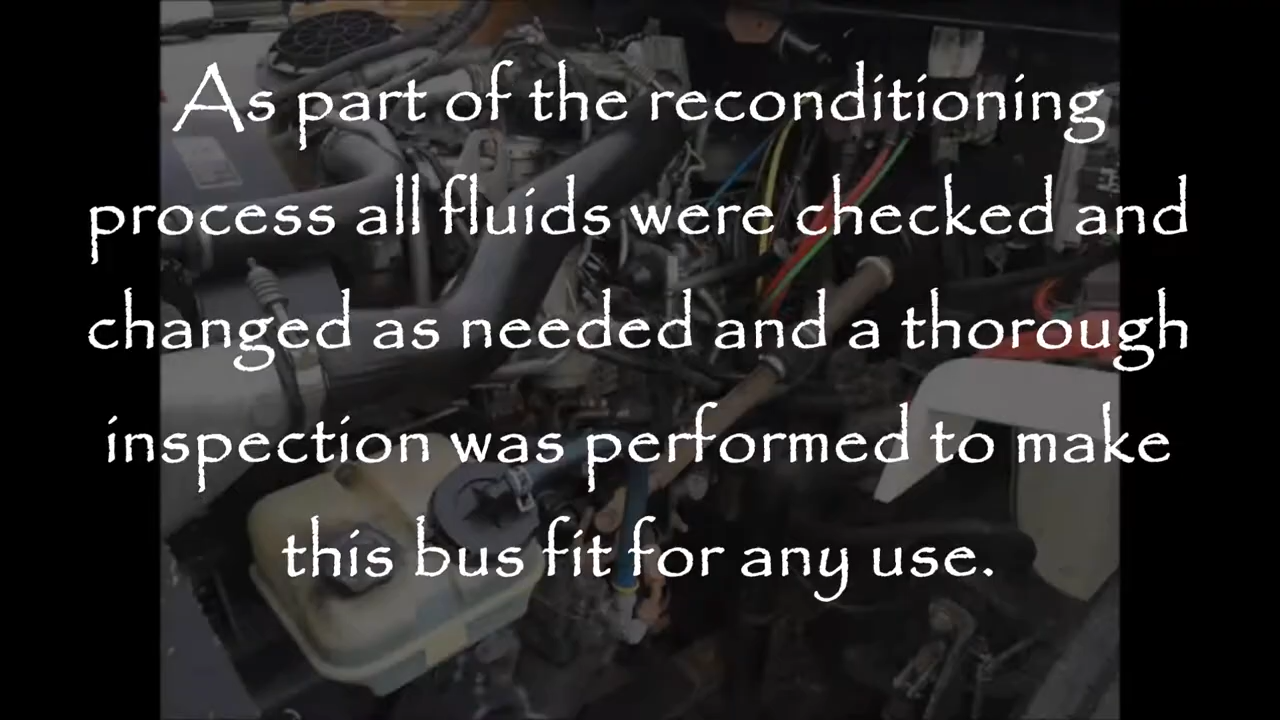 As part of the reconditioning
process all fluids were checked and
changed as needed and a thorough
inspection was performed to make
this bus fit for any use.